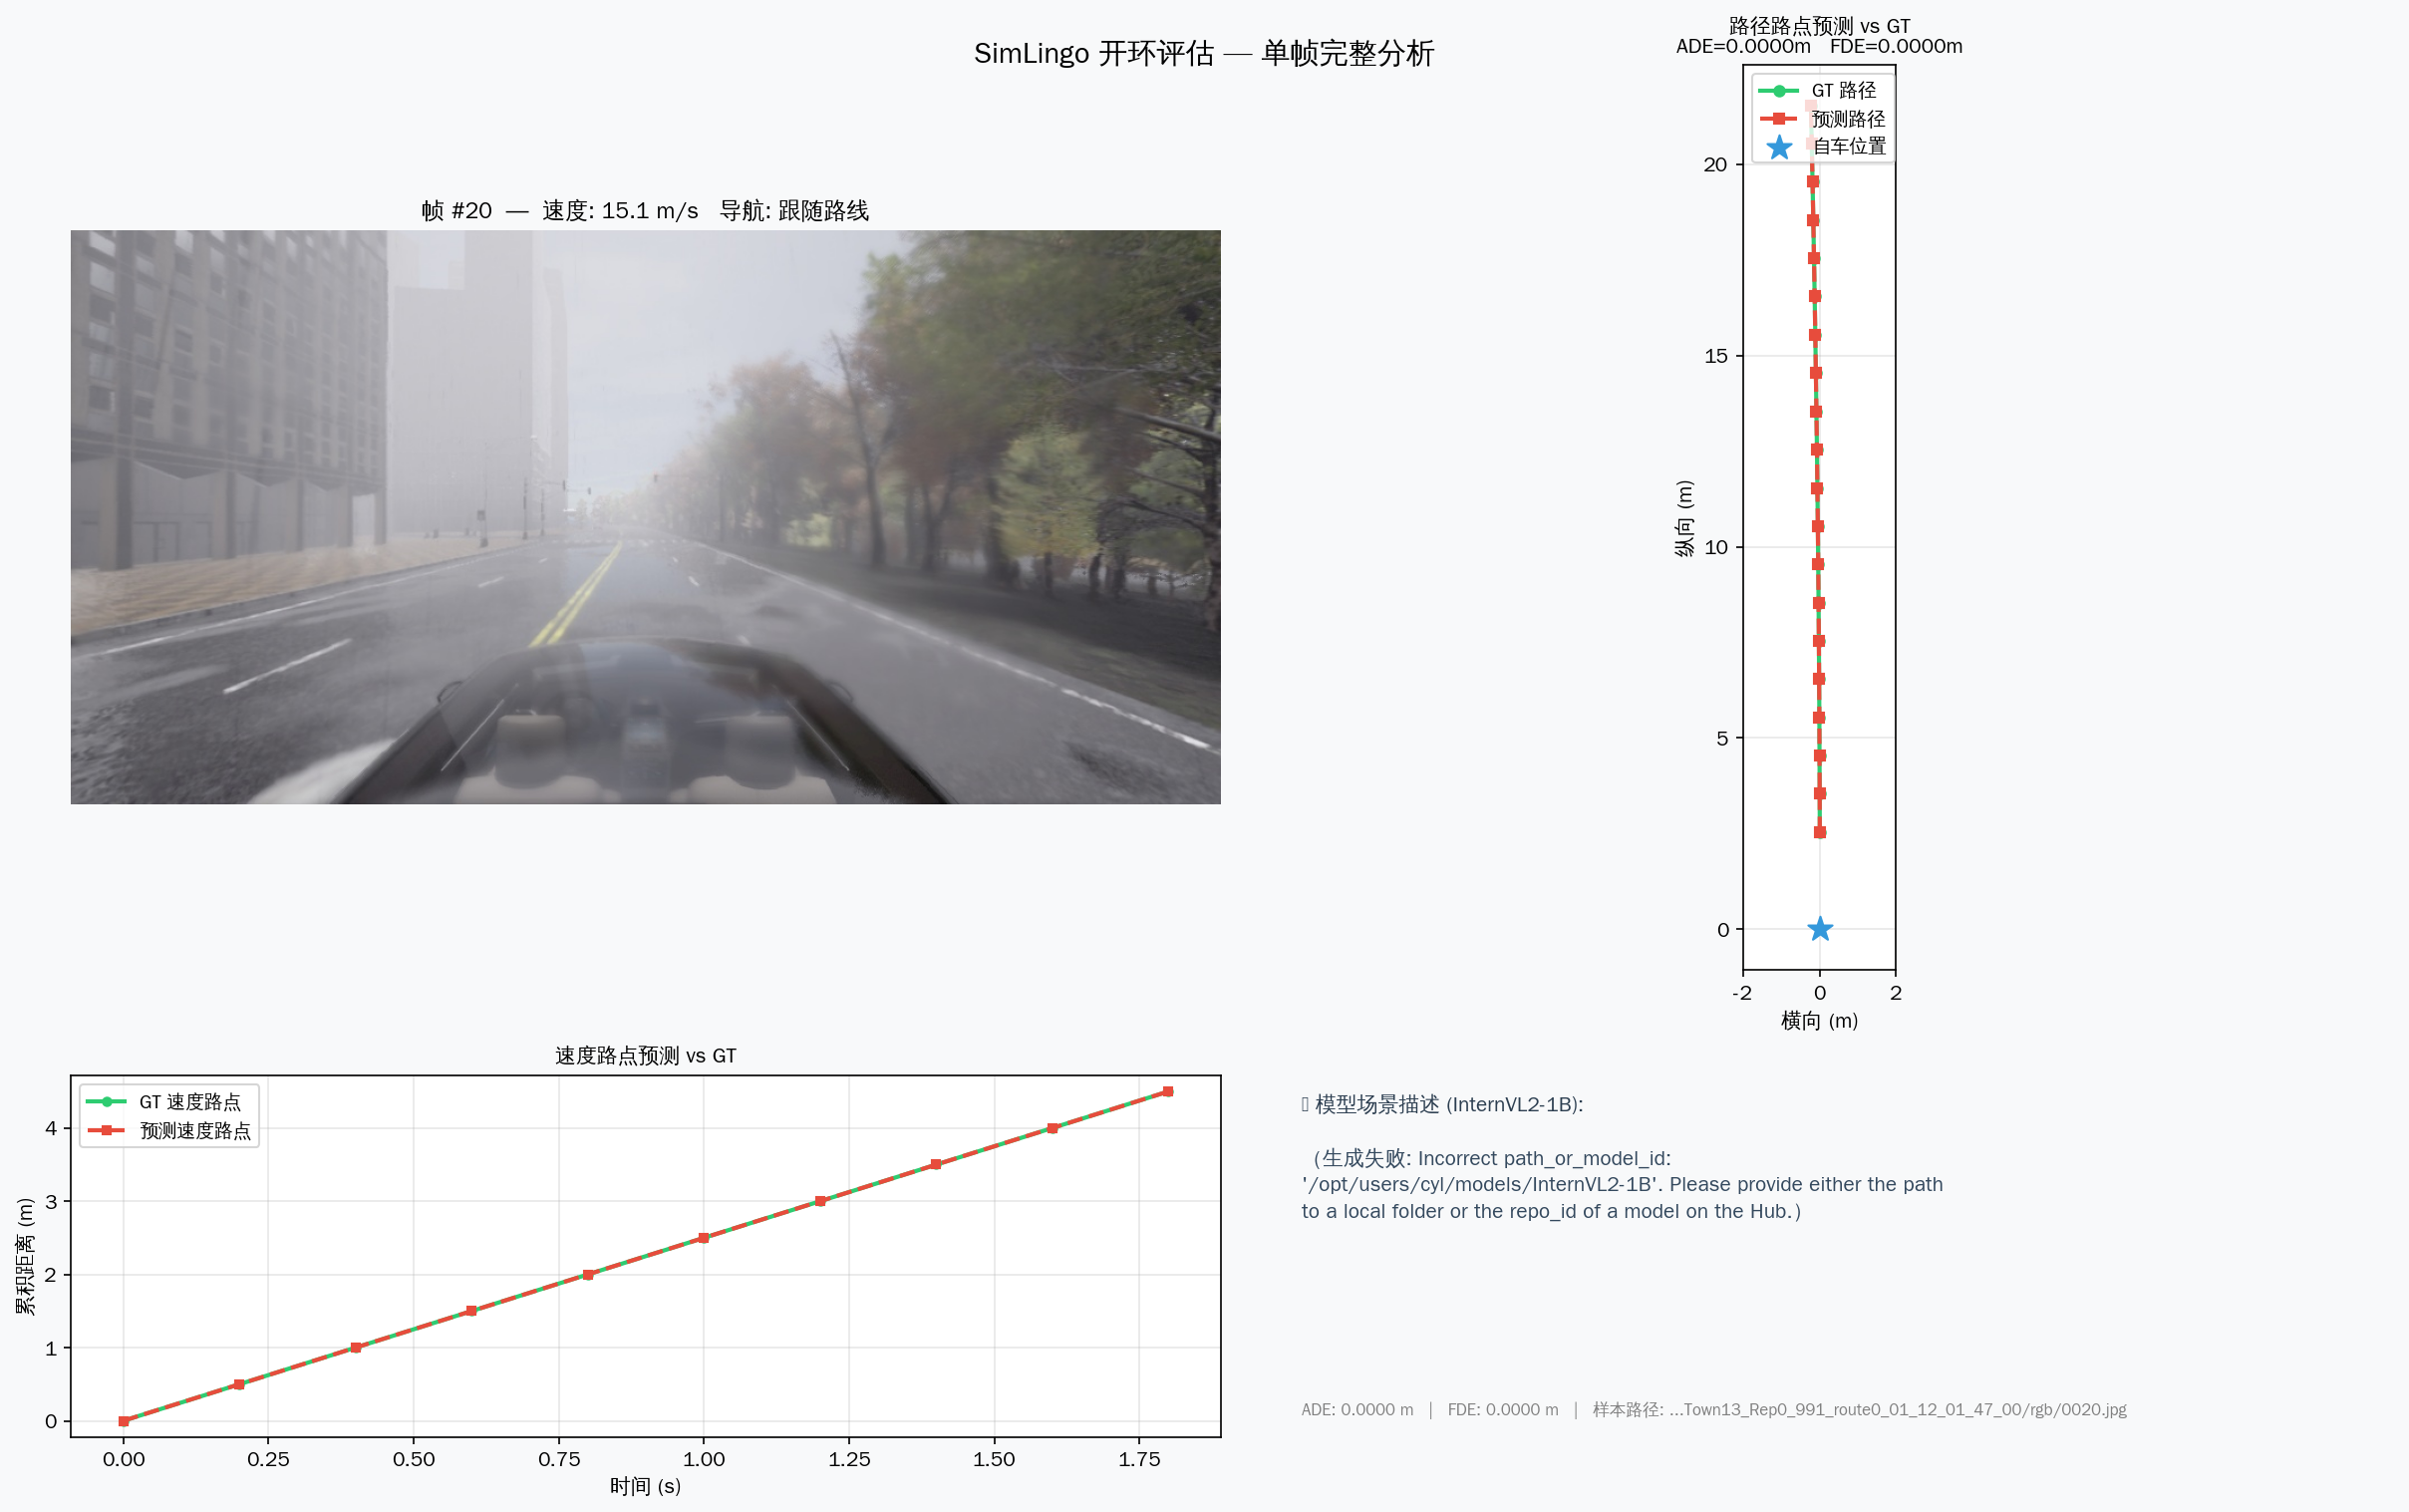 SimLingo 开环评估 — 单帧完整分析
帧 #20 — 速度: 15.1 m/s 导航: 跟随路线
路径路点预测 vs GT
ADE=0.0000m FDE=0.0000m
GT 路径
预测路径
自车位置
20
15
10
5
0
纵向 (m)
-2 0 2
横向 (m)
速度路点预测 vs GT
GT 速度路点
预测速度路点
4
3
2
1
0
累积距离 (m)
0.00 0.25 0.50 0.75 1.00 1.25 1.50 1.75
时间 (s)
模型场景描述 (InternVL2-1B):
（生成失败: Incorrect path_or_model_id:
'/opt/users/cyl/models/InternVL2-1B'. Please provide either the path
to a local folder or the repo_id of a model on the Hub.）
ADE: 0.0000 m | FDE: 0.0000 m | 样本路径: ...Town13_Rep0_991_route0_01_12_01_47_00/rgb/0020.jpg